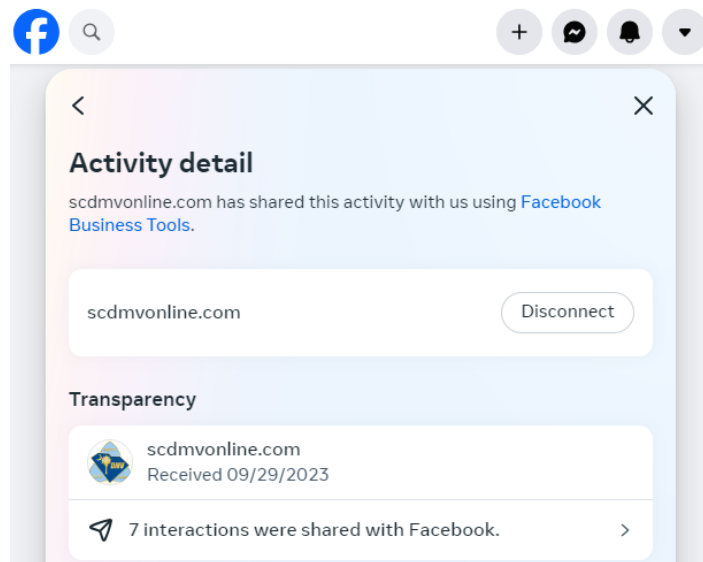 Activity detail
scdmvonline.com has shared this activity with us using Facebook
Business Tools.
scdmvonline.com
Disconnect
Transparency
DMV
scdmvonline.com
Received 09/29/2023
7 interactions were shared with Facebook.